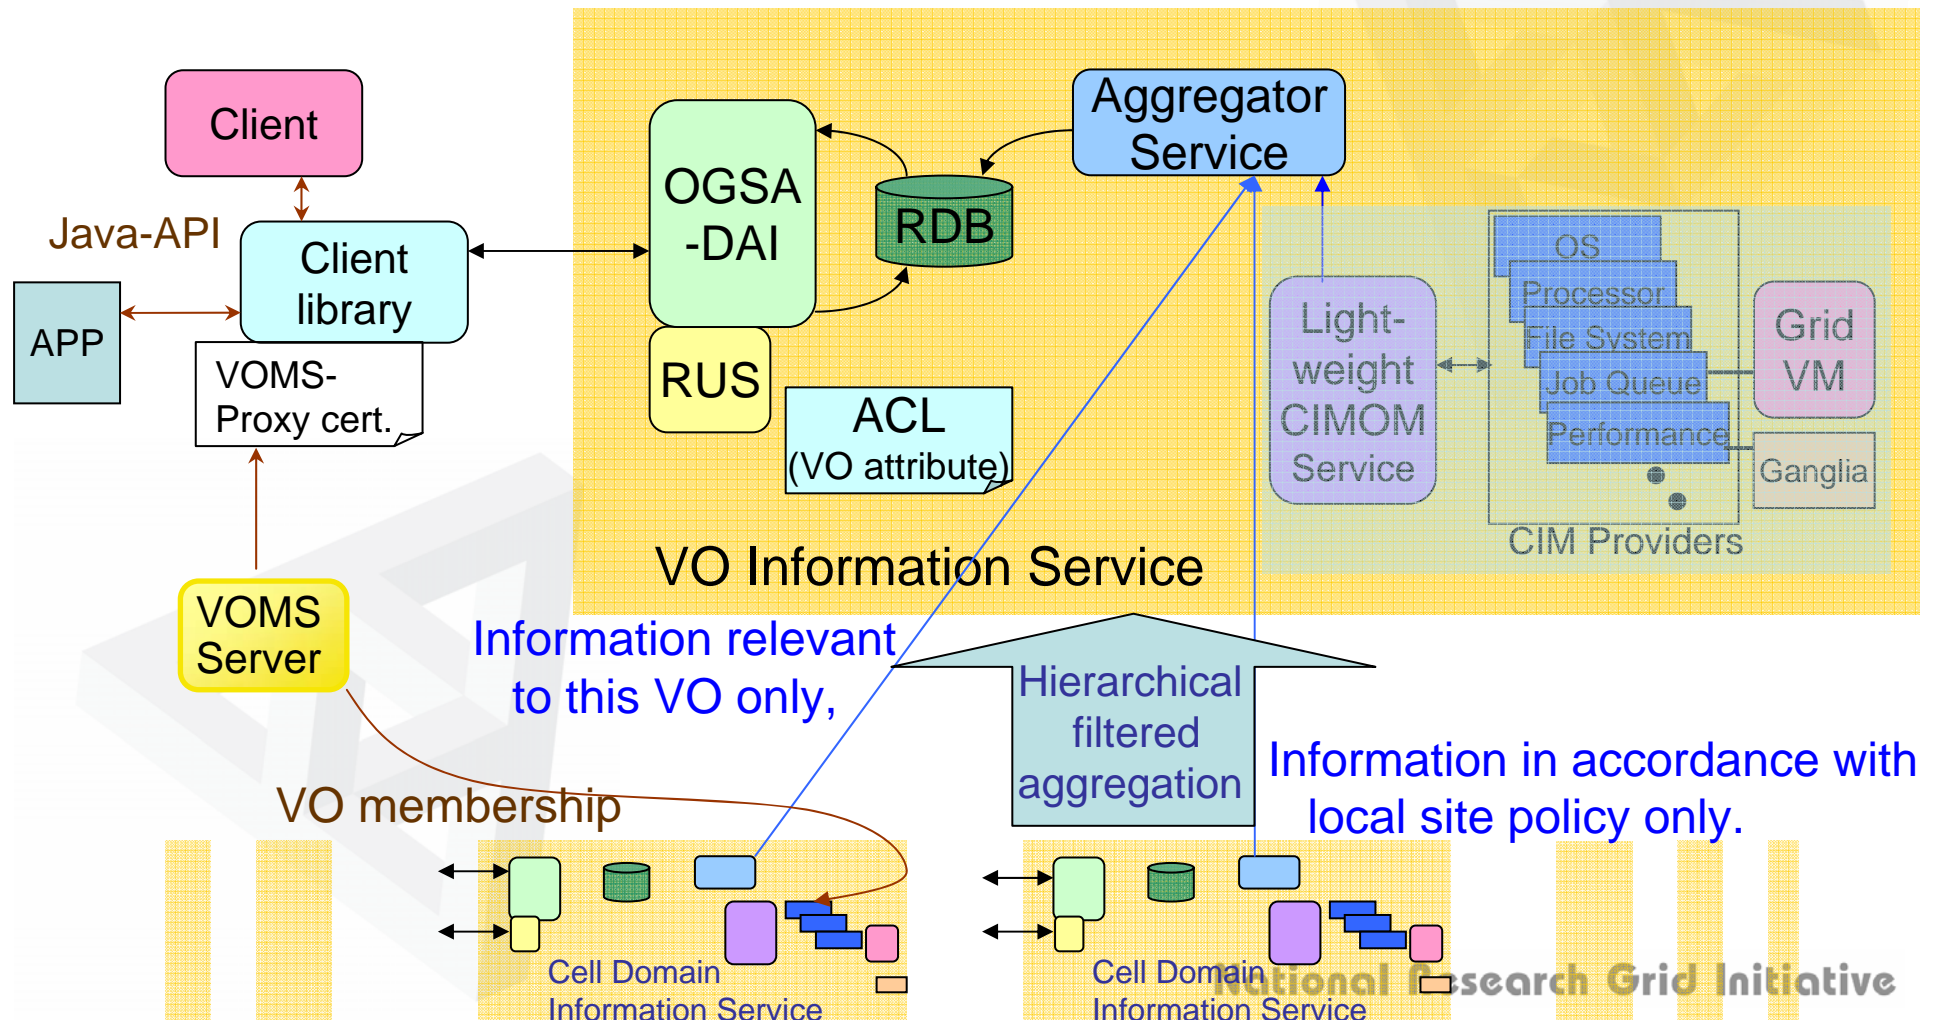 Client
Java-API
Client
library
APP
VOMS-
Proxy cert.
VOMS
Server
VO membership
OGSA
-DAI
RDB
RUS
ACL
(VO attribute)
Aggregator
Service
Light-
weight
CIMOM
Service
OS
Processor
File System
Job Queue
Performance
Grid
VM
Ganglia
CIM Providers
VO Information Service
Information relevant
to this VO only,
Hierarchical
filtered
aggregation
Information in accordance with
local site policy only.
Cell Domain
Information Service
Cell Domain
Information Service
National Research Grid Initiative